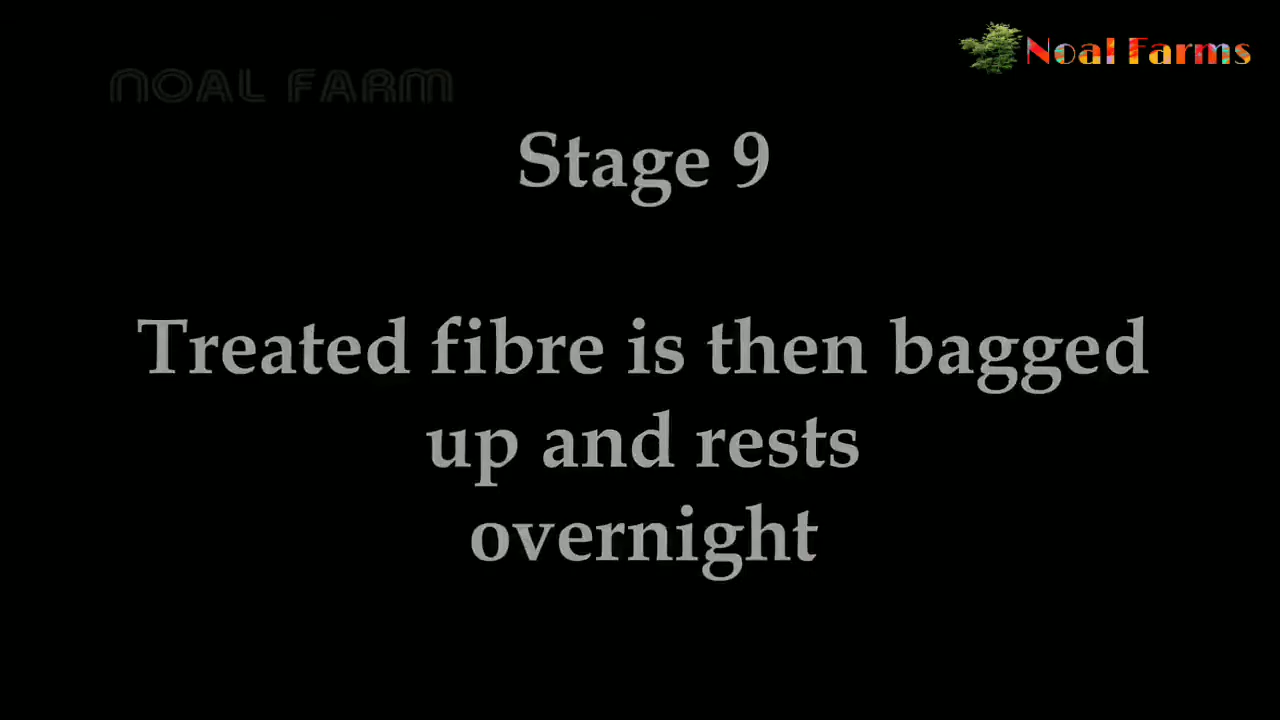 Noal Farms
NOAL FARM
Stage 9
Treated fibre is then bagged
up and rests
overnight